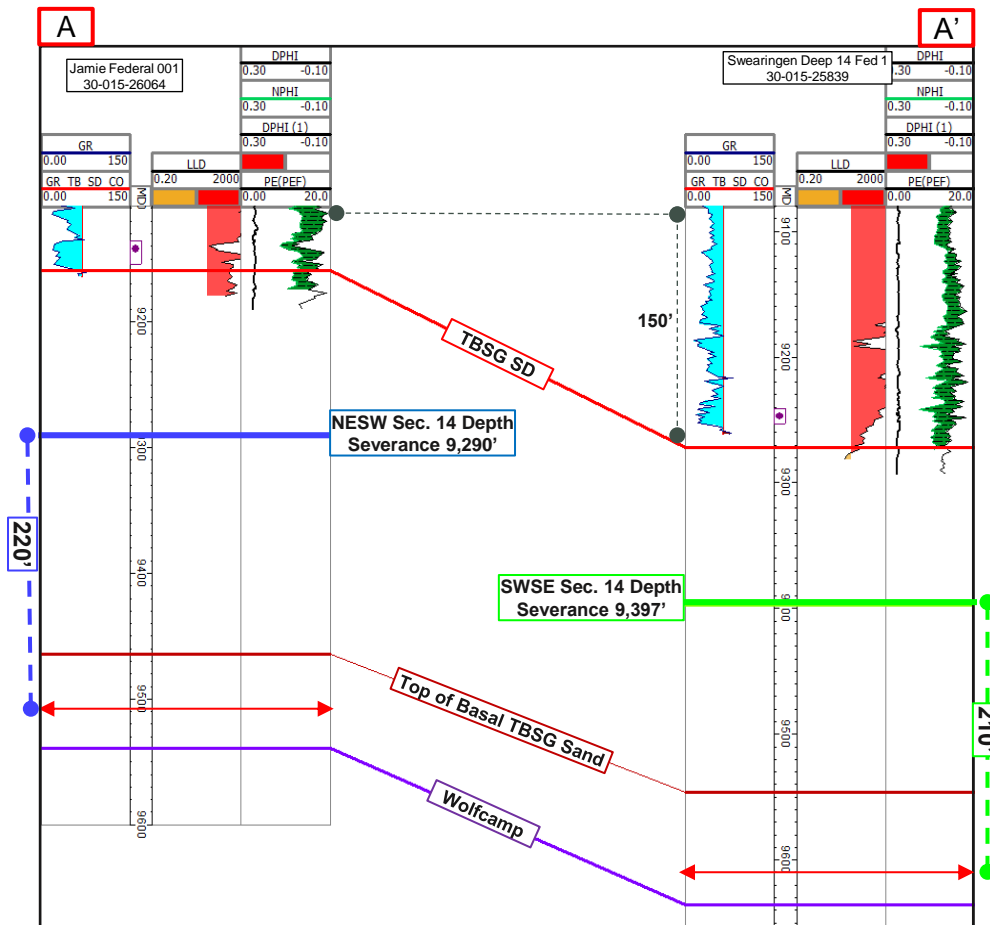 A
A'
Jamie Federal 001
30-015-26064
Swearingen Deep 14 Fed 1
30-015-25839
DPHI
0.30 -0.10
NPHI
0.30 -0.10
DPHI (1)
0.30 -0.10
GR
0.00 150
LLD
0.20 2000
GR TB SD CO
0.00 150
MD
PE(PEF)
0.00 20.0
DPHI
.30 -0.10
NPHI
0.30 -0.10
DPHI (1)
0.30 -0.10
GR
0.00 150
LLD
0.20 2000
GR TB SD CO
0.00 150
MD
PE(PEF)
0.00 20.0
9100
9200
150'
9200
TBSG SD
NESW Sec. 14 Depth
Severance 9,290'
9300
9300
220'
9400
SWSE Sec. 14 Depth
Severance 9,397'
Top of Basal TBSG Sand
9500
9500
210'
Wolfcamp
9600
9600